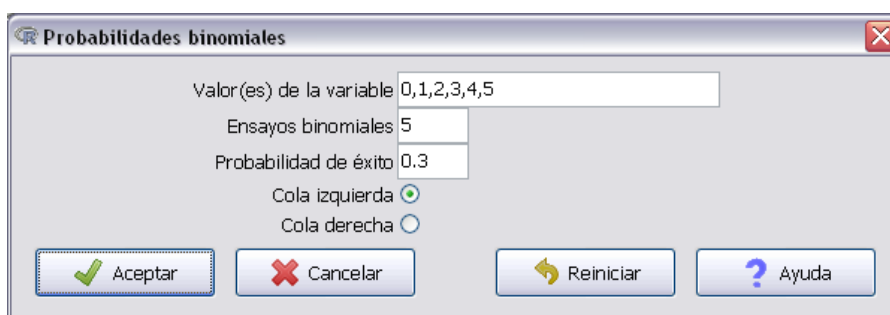 Probabilidades binomiales
Valor(es) de la variable 0,1,2,3,4,5
Ensayos binomiales 5
Probabilidad de éxito 0.3
Cola izquierda
Cola derecha
Aceptar Cancelar Reiniciar Ayuda